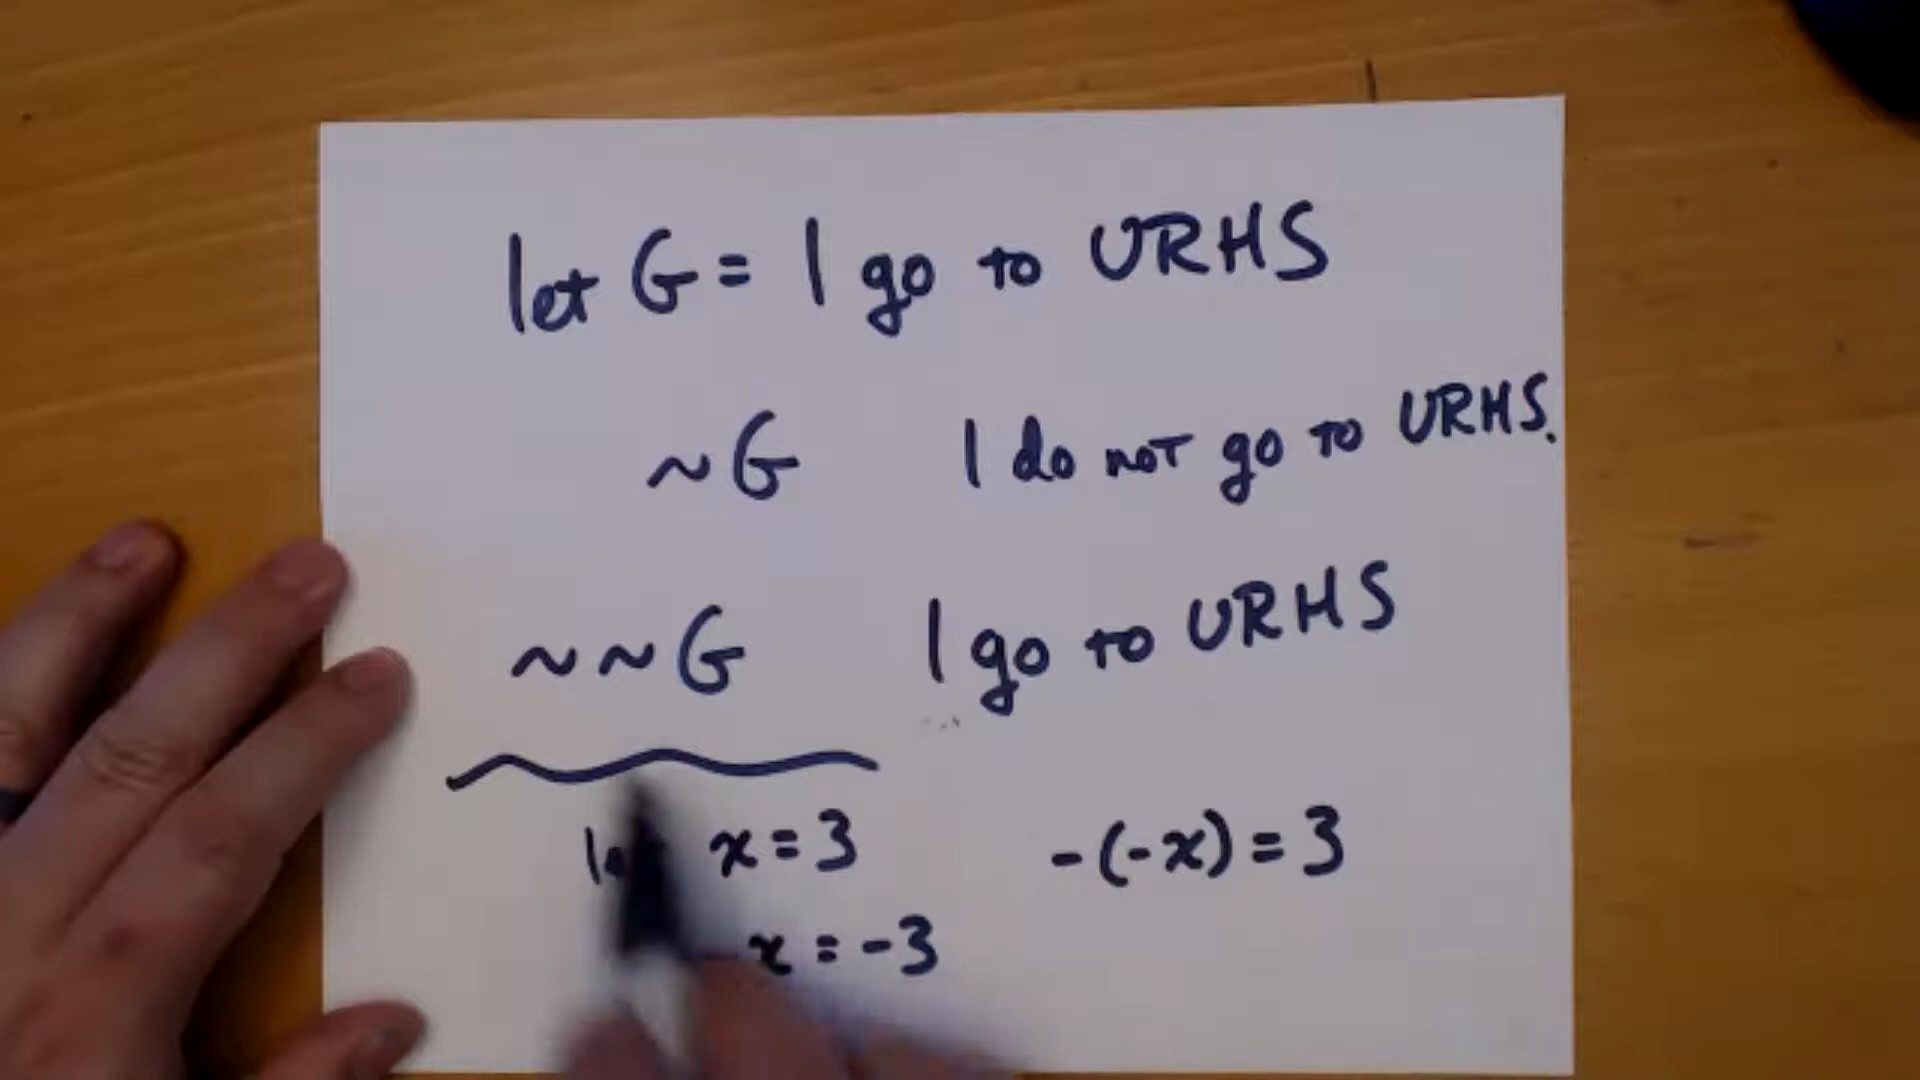 let G = I go to URHS
~G I do not go to URHS.
~~G I go to URHS
x = 3 -(-x) = 3
x = -3